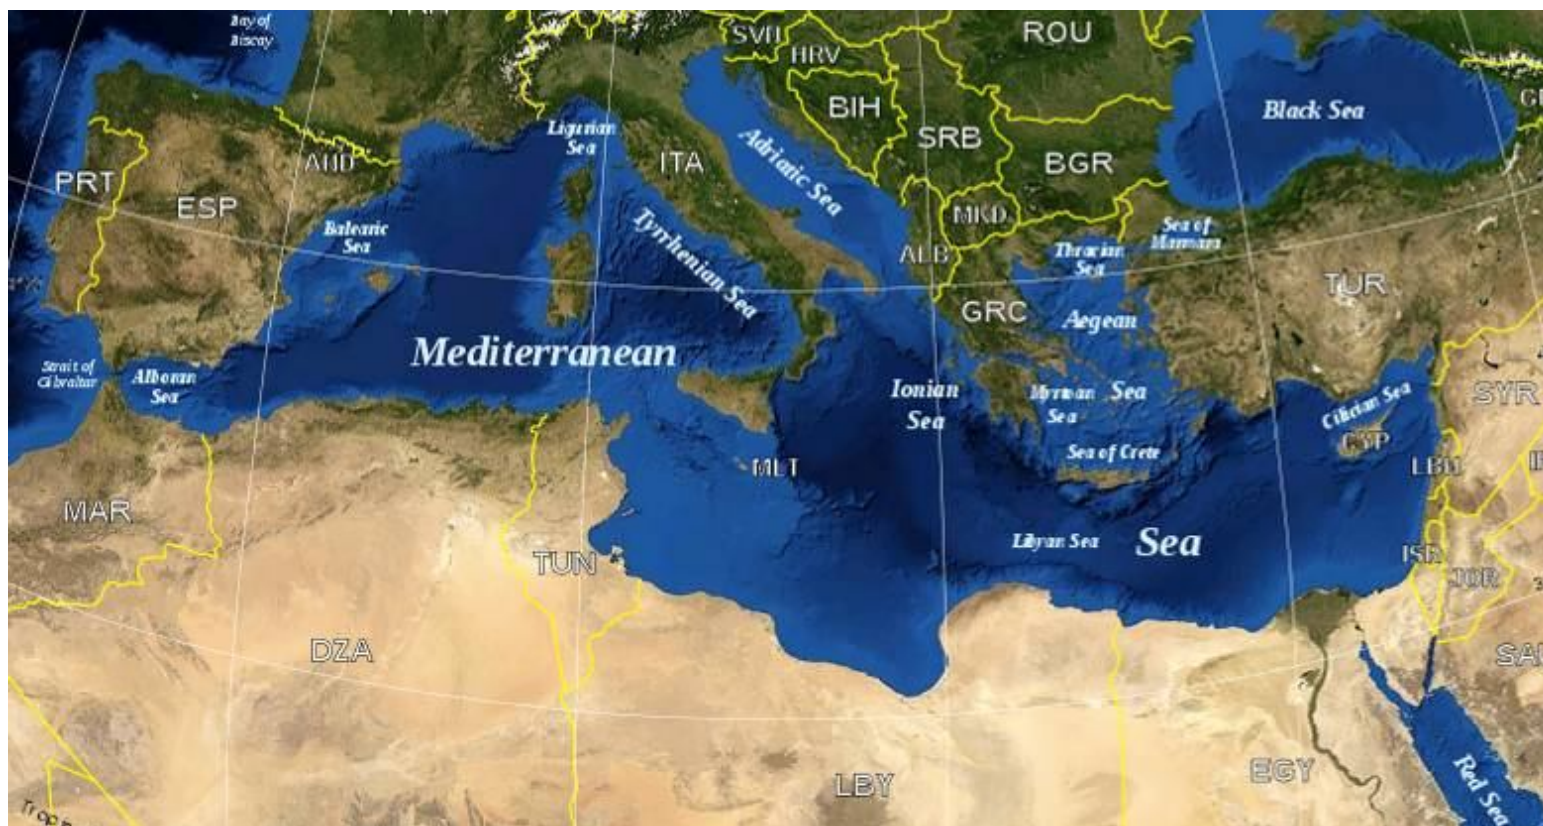 Bay of
Biscay
SVN
HRV
ROU
BIH
SRB
BGR
Black Sea
Ligurian
Sea
ITA
Adriatic Sea
PRT
ESP
AND
Balearic
Sea
Tyrrhenian Sea
MKD
ALB
Thracian
Sea
Sea of
Marmara
TUR
GRC
Aegean
Sea
Mediterranean
Sea
Strait of
Gibraltar
Alboran
Sea
Ionian
Sea
Myrtoan
Sea
Cilician Sea
SYR
CYP
Sea of Crete
MLT
LBN
MAR
TUN
Libyan Sea
ISR
JOR
DZA
LBY
EGY
Red Sea